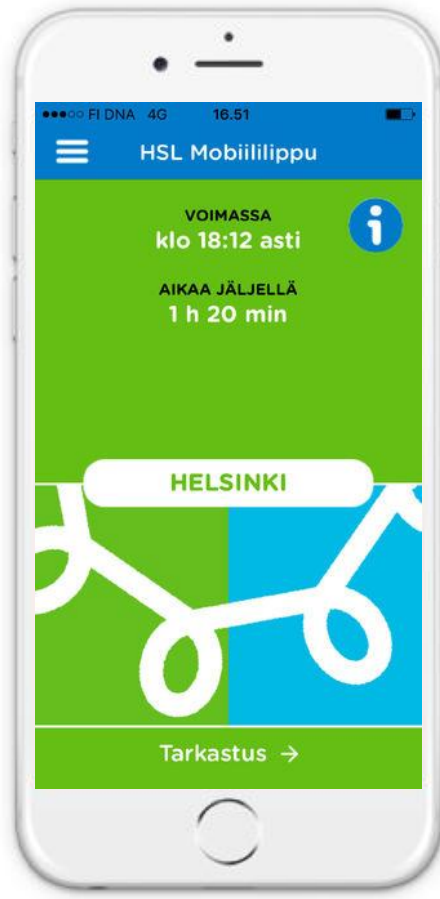 FI DNA 4G 16.51
HSL Mobiililippu
VOIMASSA
klo 18:12 asti
AIKAA JÄLJELLÄ
1 h 20 min
HELSINKI
Tarkastus →